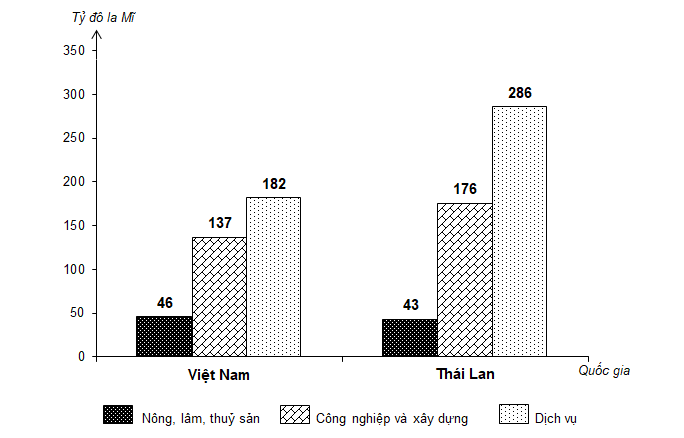 Tỷ đô la Mĩ
350
300
286
250
200
182
176
150
137
100
50
46
43
0
Việt Nam
Thái Lan
Quốc gia
Nông, lâm, thuỷ sản
Công nghiệp và xây dựng
Dịch vụ